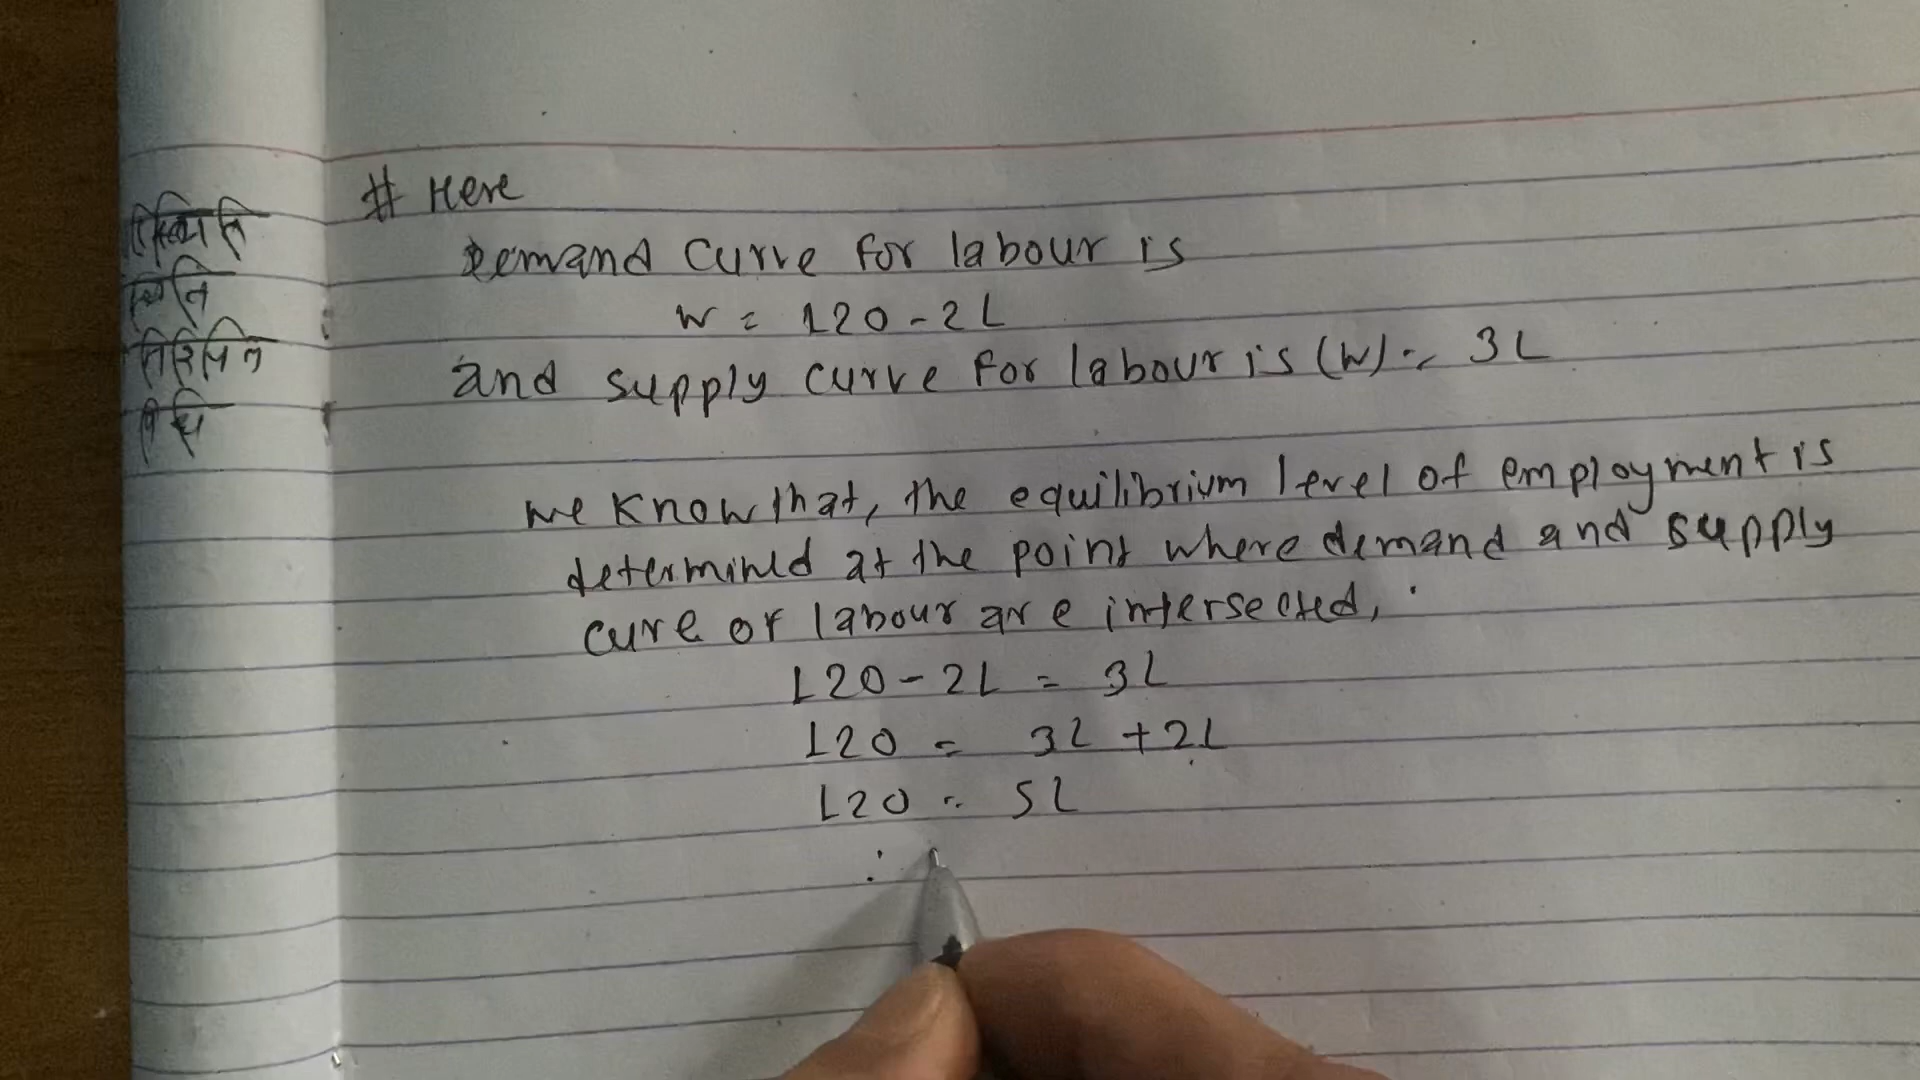 # Here
Demand curve for labour is
W = 120 - 2L
and supply curve for labour is (W) = 3L
we know that, the equilibrium level of employment is
determined at the point where demand and supply
curve of labour are intersected,
120 - 2L = 3L
120 = 3L + 2L
120 = 5L